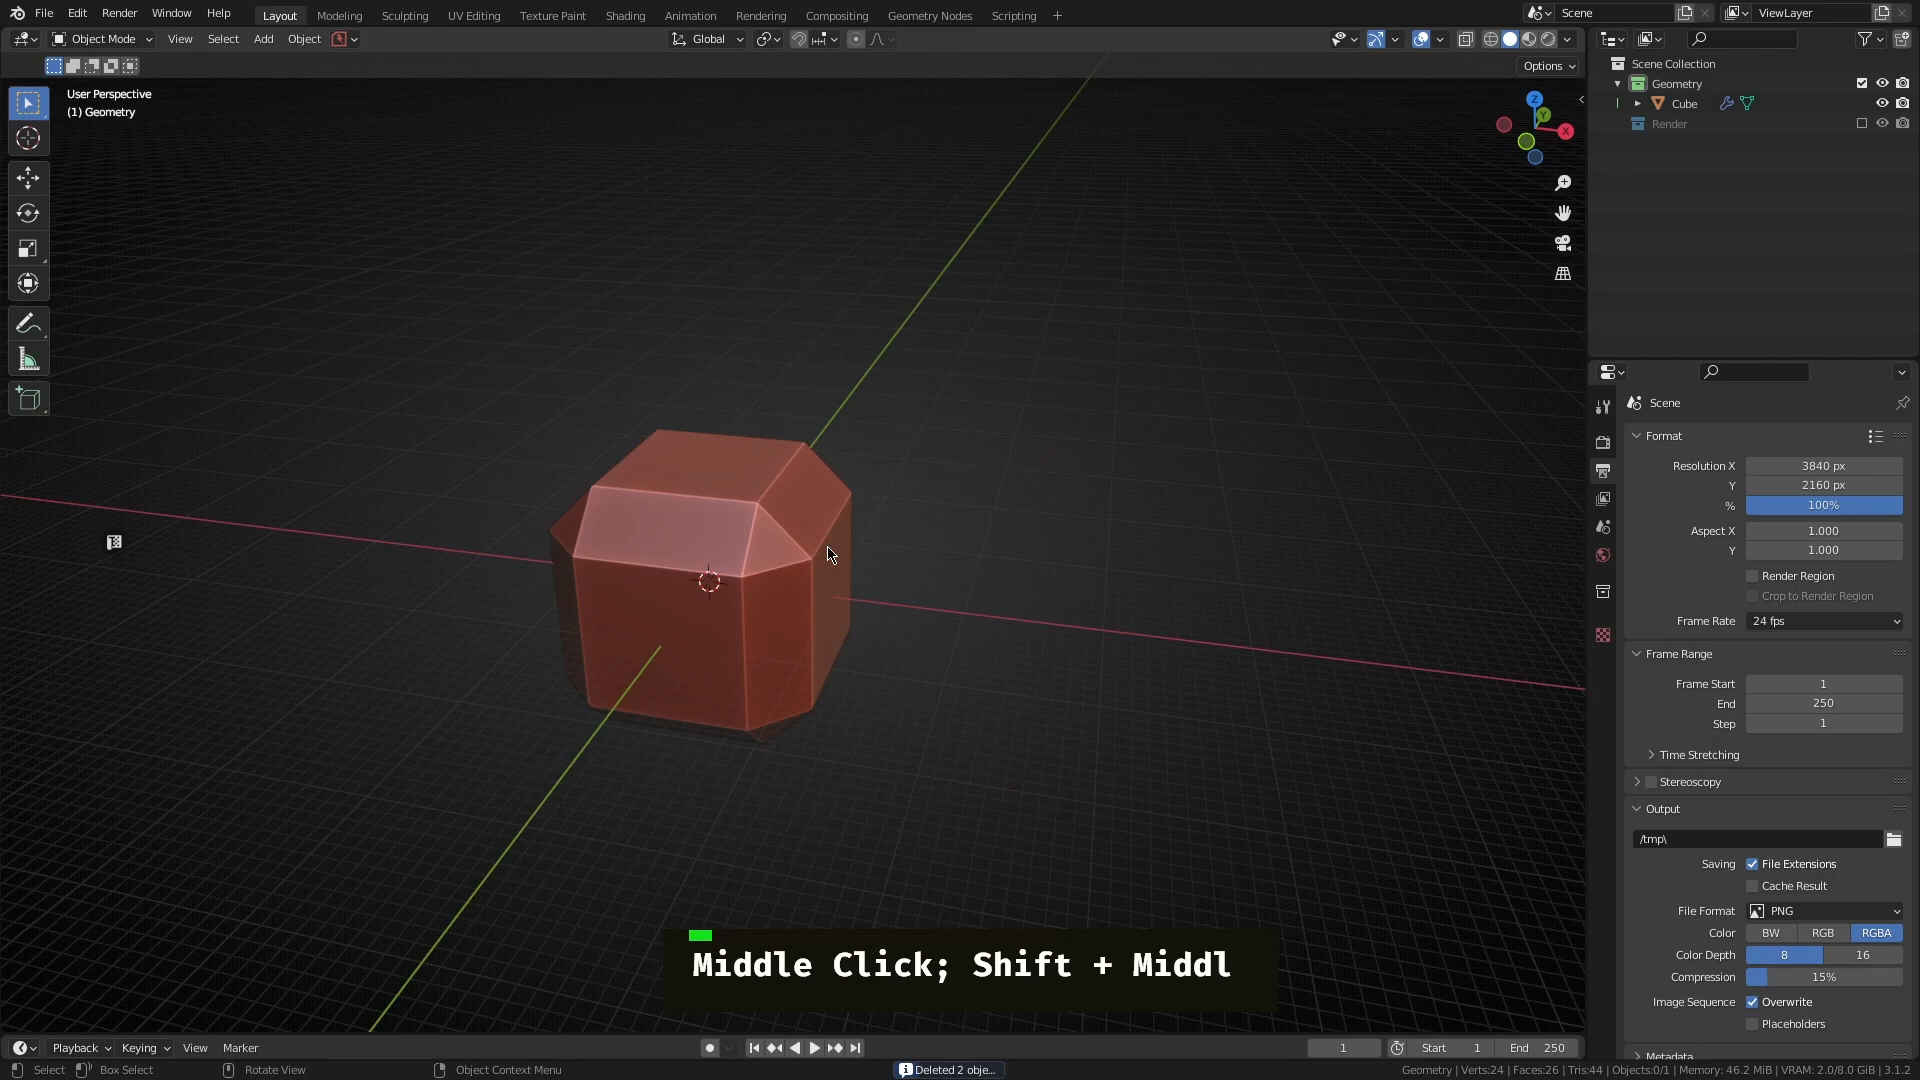 File Edit Render Window Help Layout Modeling Sculpting UV Editing Texture Paint Shading Animation Rendering Compositing Geometry Nodes Scripting + Scene ViewLayer
Object Mode View Select Add Object Global
Options
User Perspective
(1) Geometry
Z
Y
X
Scene Collection
Geometry
Cube
Render
Scene
Format
Resolution X 3840 px
Y 2160 px
% 100%
Aspect X 1.000
Y 1.000
Render Region
Crop to Render Region
Frame Rate 24 fps
Frame Range
Frame Start 1
End 250
Step 1
Time Stretching
Stereoscopy
Output
/tmp\
Saving File Extensions
Cache Result
File Format PNG
Color BW RGB RGBA
Color Depth 8 16
Compression 15%
Image Sequence Overwrite
Placeholders
Metadata
Middle Click; Shift + Middl
Playback Keying View Marker 1 Start 1 End 250
Select Box Select Rotate View Object Context Menu Deleted 2 obje... Geometry | Verts:24 | Faces:26 | Tris:44 | Objects:0/1 | Memory: 46.2 MiB | VRAM: 2.0/8.0 GiB | 3.1.2